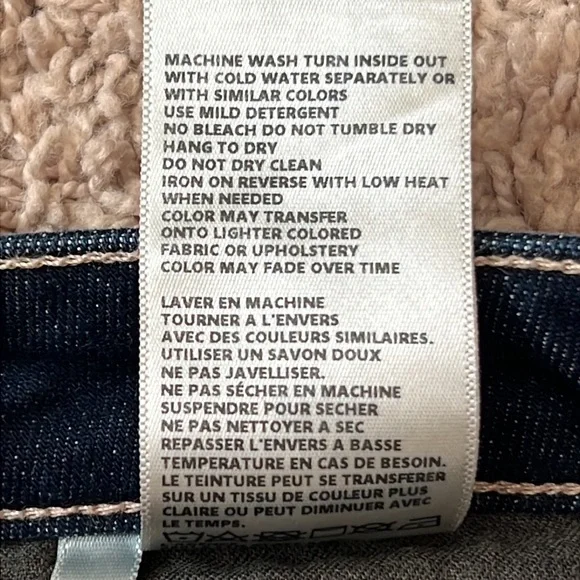 MACHINE WASH TURN INSIDE OUT
WITH COLD WATER SEPARATELY OR
WITH SIMILAR COLORS
USE MILD DETERGENT
NO BLEACH DO NOT TUMBLE DRY
HANG TO DRY
DO NOT DRY CLEAN
IRON ON REVERSE WITH LOW HEAT
WHEN NEEDED
COLOR MAY TRANSFER
ONTO LIGHTER COLORED
FABRIC OR UPHOLSTERY
COLOR MAY FADE OVER TIME
LAVER EN MACHINE
TOURNER A L'ENVERS
AVEC DES COULEURS SIMILAIRES.
UTILISER UN SAVON DOUX
NE PAS JAVELLISER.
NE PAS SÉCHER EN MACHINE
SUSPENDRE POUR SECHER
NE PAS NETTOYER A SEC
REPASSER L'ENVERS A BASSE
TEMPERATURE EN CAS DE BESOIN.
LE TEINTURE PEUT SE TRANSFERER
SUR UN TISSU DE COULEUR PLUS
CLAIRE OU PEUT DIMINUER AVEC
LE TEMPS.